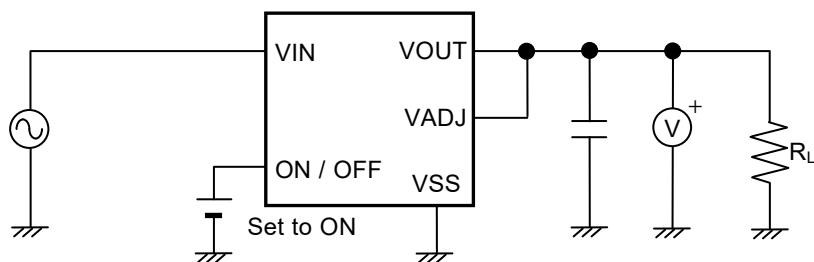 VIN
VOUT
VADJ
ON / OFF
VSS
Set to ON
V
+
RL